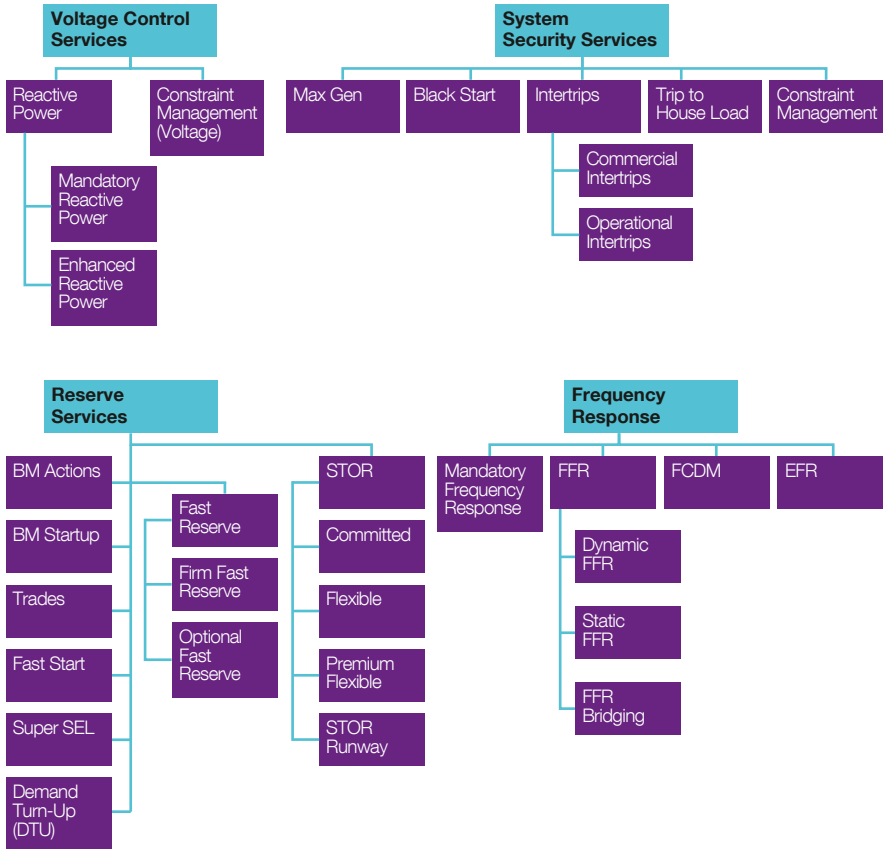 Voltage Control
Services
Reactive
Power
Constraint
Management
(Voltage)
Mandatory
Reactive
Power
Enhanced
Reactive
Power
System
Security Services
Max Gen
Black Start
Intertrips
Trip to
House Load
Constraint
Management
Commercial
Intertrips
Operational
Intertrips
Reserve
Services
BM Actions
BM Startup
Trades
Fast Start
Super SEL
Demand
Turn-Up
(DTU)
Fast
Reserve
Firm Fast
Reserve
Optional
Fast
Reserve
STOR
Committed
Flexible
Premium
Flexible
STOR
Runway
Frequency
Response
Mandatory
Frequency
Response
FFR
FCDM
EFR
Dynamic
FFR
Static
FFR
FFR
Bridging